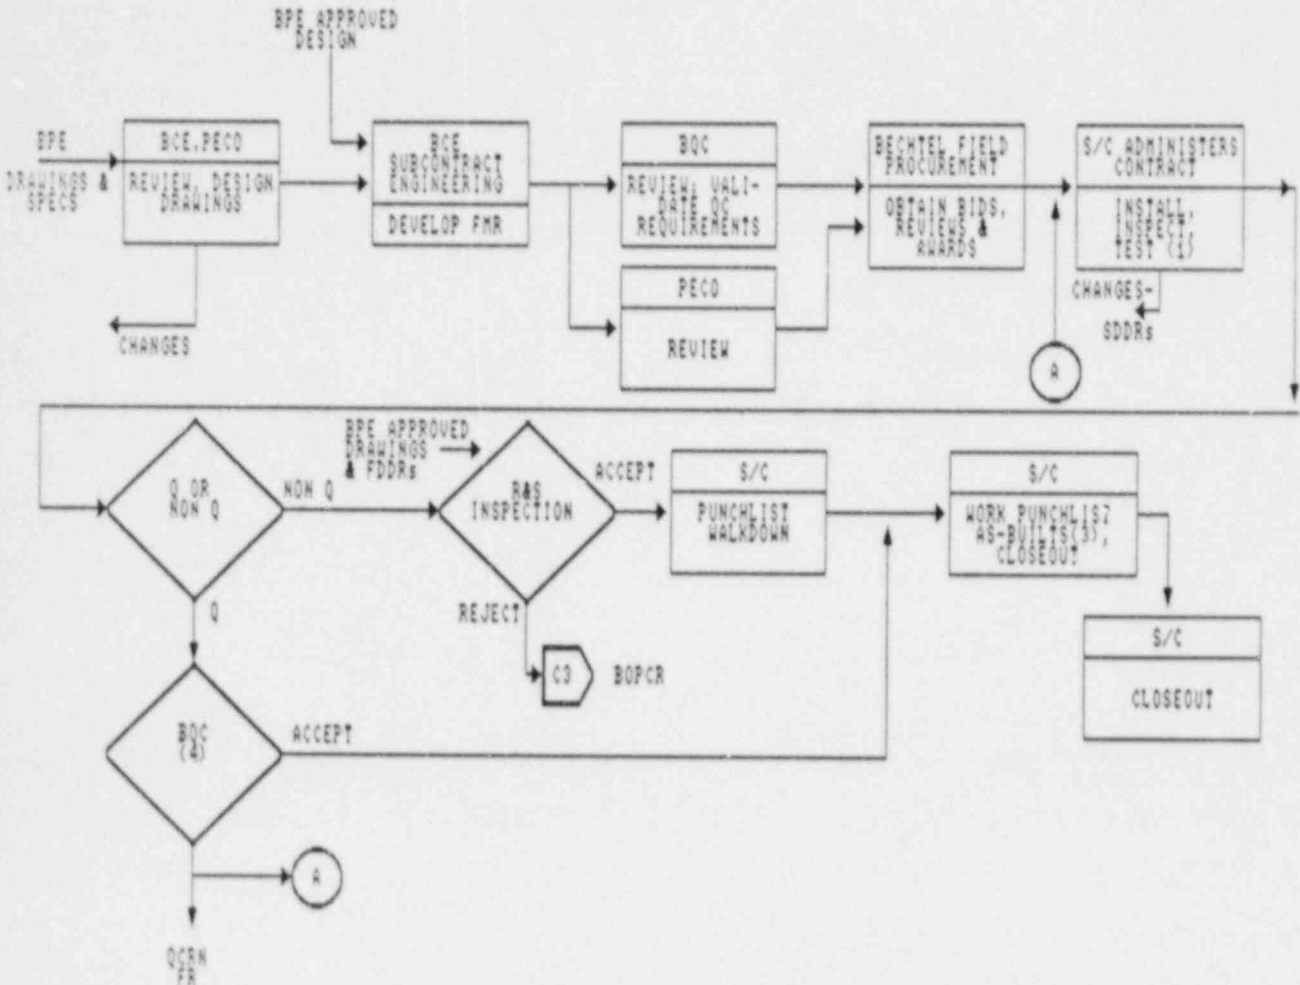 BPE APPROVED
DESIGN
BPE
DRAWINGS &
SPECS
BCE,PECO
REVIEW, DESIGN
DRAWINGS
CHANGES
BCE
SUBCONTRACT
ENGINEERING
DEVELOP FMR
BQC
REVIEW; VALI-
DATE QC
REQUIREMENTS
PECO
REVIEW
BECHTEL FIELD
PROCUREMENT
OBTAIN BIDS,
REVIEWS &
AWARDS
A
S/C ADMINISTERS
CONTRACT
INSTALL,
INSPECT,
TEST (1)
CHANGES-
SDDRs
Q OR
NON Q
NON Q
Q
BPE APPROVED
DRAWINGS
& FDDRs
R&S
INSPECTION
ACCEPT
REJECT
C3
BOPCR
S/C
PUNCHLIST
WALKDOWN
S/C
WORK PUNCHLIST
AS-BUILTS(3),
CLOSEOUT
S/C
CLOSEOUT
BQC
(4)
ACCEPT
A
QCRN
FR